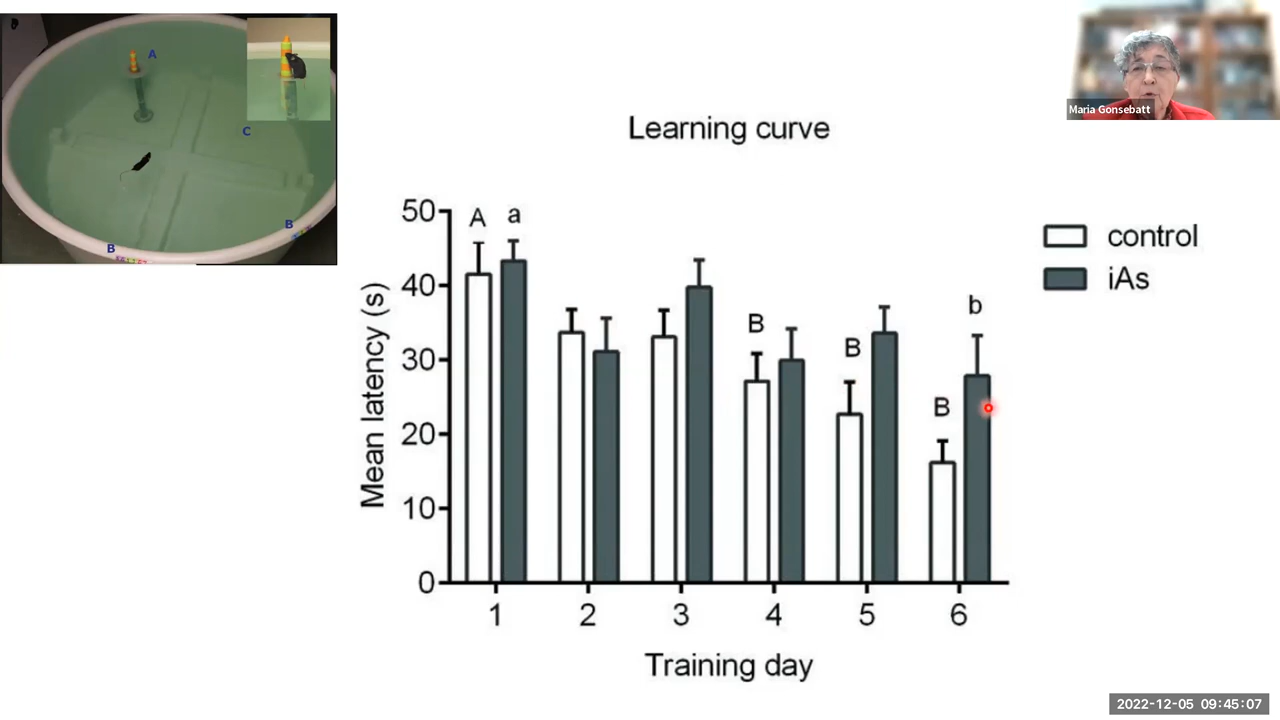 A
C
B
B
Maria Gonsebatt
Learning curve
50
40
30
20
10
0
Mean latency (s)
A a
B
B
B
b
control
iAs
1 2 3 4 5 6
Training day
2022-12-05 09:45:07